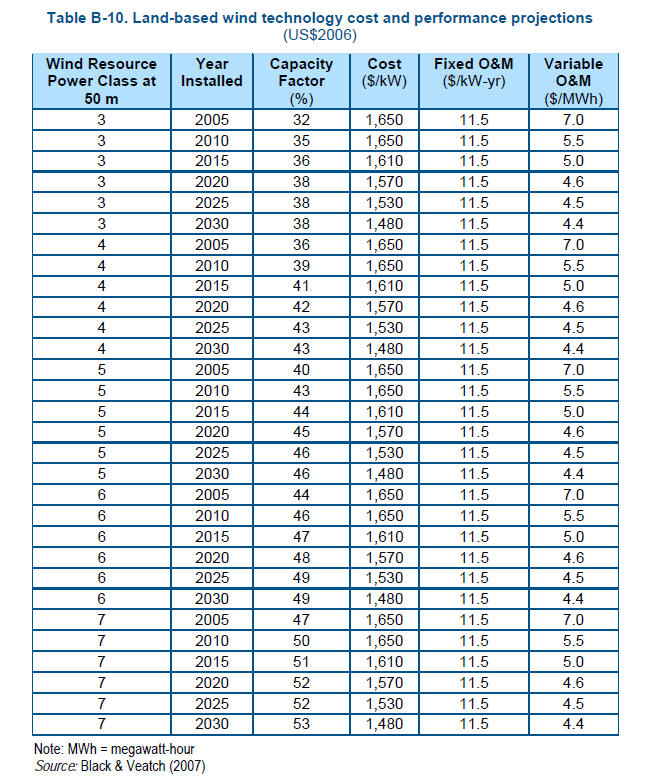 Table B-10. Land-based wind technology cost and performance projections
(US$2006)
Wind Resource Power Class at 50 m Year Installed Capacity Factor (%) Cost ($/kW) Fixed O&M ($/kW-yr) Variable O&M ($/MWh)
3 2005 32 1,650 11.5 7.0
3 2010 35 1,650 11.5 5.5
3 2015 36 1,610 11.5 5.0
3 2020 38 1,570 11.5 4.6
3 2025 38 1,530 11.5 4.5
3 2030 38 1,480 11.5 4.4
4 2005 36 1,650 11.5 7.0
4 2010 39 1,650 11.5 5.5
4 2015 41 1,610 11.5 5.0
4 2020 42 1,570 11.5 4.6
4 2025 43 1,530 11.5 4.5
4 2030 43 1,480 11.5 4.4
5 2005 40 1,650 11.5 7.0
5 2010 43 1,650 11.5 5.5
5 2015 44 1,610 11.5 5.0
5 2020 45 1,570 11.5 4.6
5 2025 46 1,530 11.5 4.5
5 2030 46 1,480 11.5 4.4
6 2005 44 1,650 11.5 7.0
6 2010 46 1,650 11.5 5.5
6 2015 47 1,610 11.5 5.0
6 2020 48 1,570 11.5 4.6
6 2025 49 1,530 11.5 4.5
6 2030 49 1,480 11.5 4.4
7 2005 47 1,650 11.5 7.0
7 2010 50 1,650 11.5 5.5
7 2015 51 1,610 11.5 5.0
7 2020 52 1,570 11.5 4.6
7 2025 52 1,530 11.5 4.5
7 2030 53 1,480 11.5 4.4
Note: MWh = megawatt-hour
Source: Black & Veatch (2007)